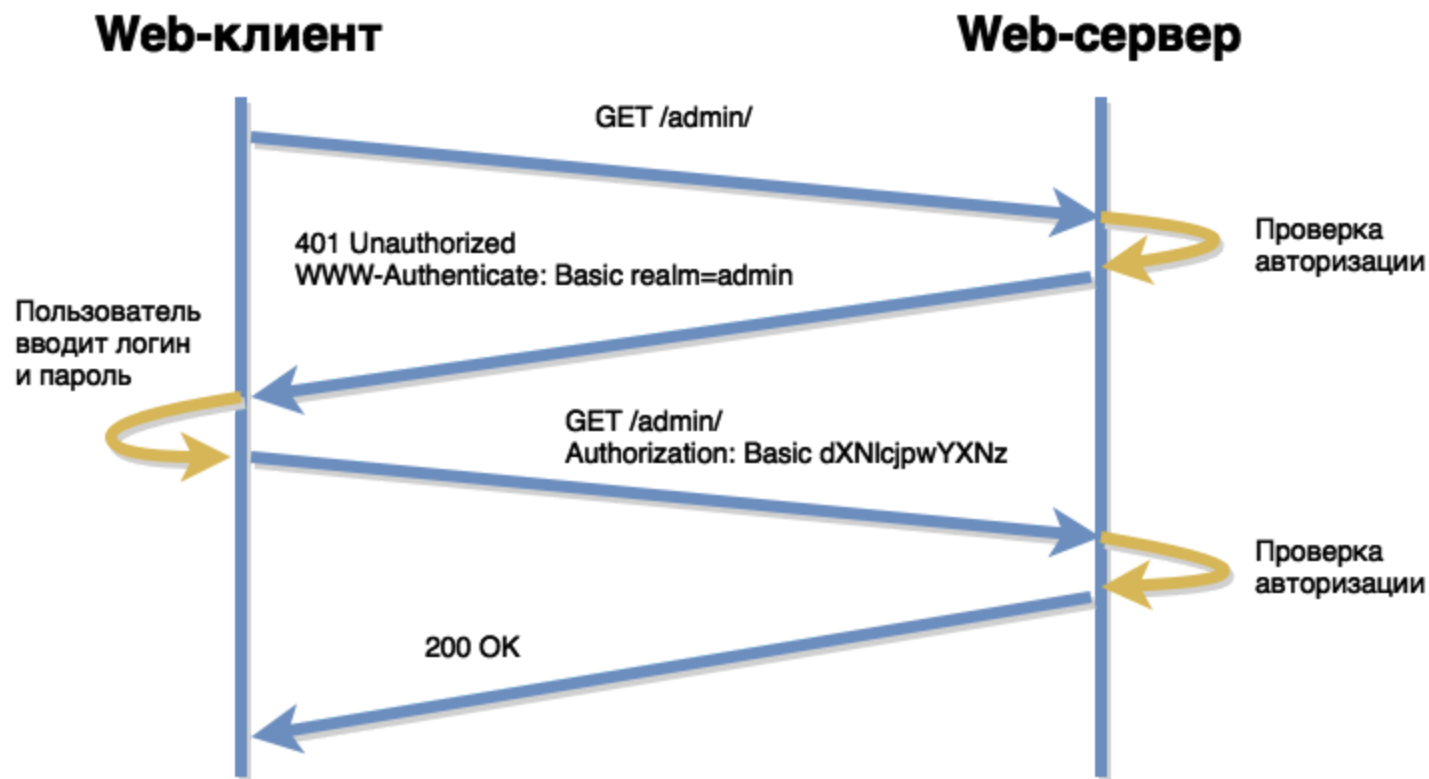 Web-клиент
Web-сервер
GET /admin/
Проверка
авторизации
401 Unauthorized
WWW-Authenticate: Basic realm=admin
Пользователь
вводит логин
и пароль
GET /admin/
Authorization: Basic dXNlcjpwYXNz
Проверка
авторизации
200 OK